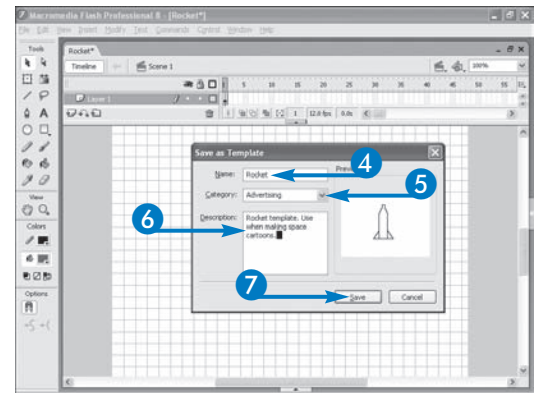 Macromedia Flash Professional 8 - [Rocket*]
File Edit View Insert Modify Text Commands Control Window Help
Tools
Rocket*
Timeline Scene 1 100%
5 10 15 20 25 30 35 40 45 50 55
Layer 1
1 12.0 fps 0.0s
View
Colors
Options
Save as Template
Name: Rocket
Preview
4
Category: Advertising
5
Description: Rocket template. Use
when making space
cartoons.
6
7
Save Cancel